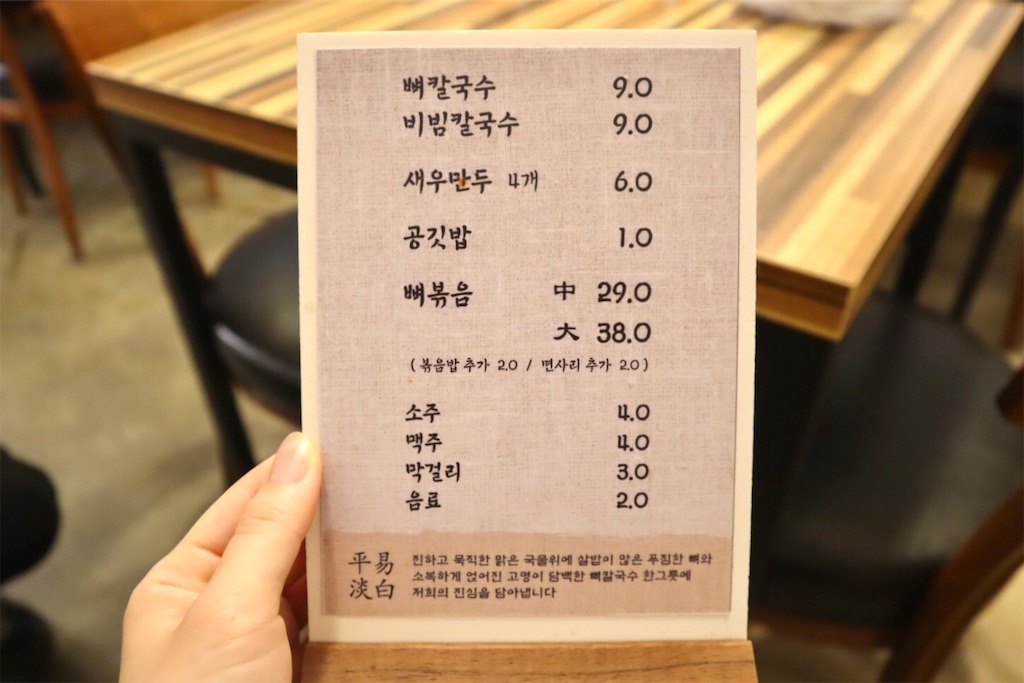 뼈칼국수 9.0
비빔칼국수 9.0
새우만두 4개 6.0
공깃밥 1.0
뼈볶음 中 29.0
大 38.0
( 볶음밥 추가 2.0 / 면사리 추가 2.0 )
소주 4.0
맥주 4.0
막걸리 3.0
음료 2.0
平易
淡白
진하고 묵직한 맑은 국물위에 살밥이 많은 푸짐한 뼈와
소복하게 얹어진 고명이 담백한 뼈칼국수 한그릇에
저희의 진심을 담아냅니다